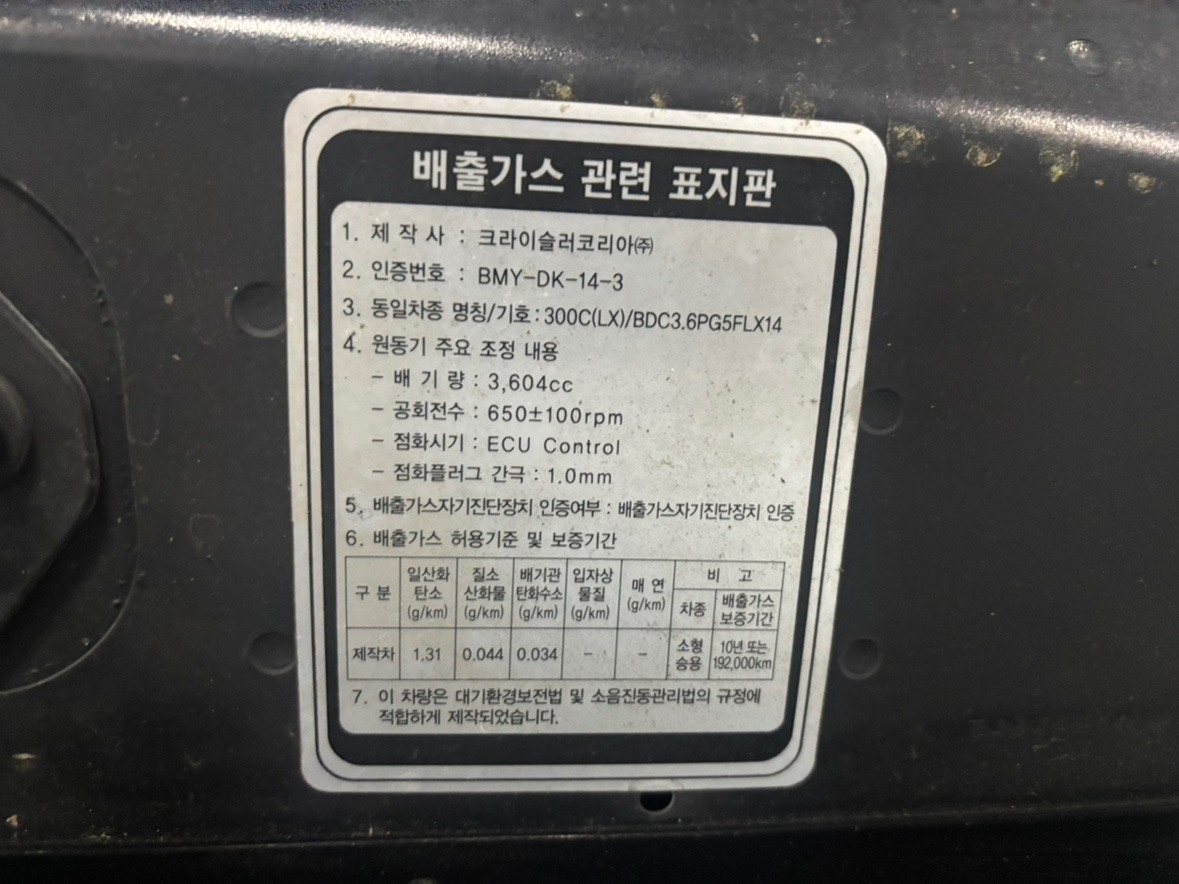 배출가스 관련 표지판
1. 제 작 사 : 크라이슬러코리아㈜
2. 인증번호 : BMY-DK-14-3
3. 동일차종 명칭/기호 : 300C(LX)/BDC3.6PG5FLX14
4. 원동기 주요 조정 내용
- 배 기 량 : 3,604cc
- 공회전수 : 650±100rpm
- 점화시기 : ECU Control
- 점화플러그 간극 : 1.0mm
5. 배출가스자기진단장치 인증여부 : 배출가스자기진단장치 인증
6. 배출가스 허용기준 및 보증기간
구 분
일산화
탄소
(g/km)
질소
산화물
(g/km)
배기관
탄화수소
(g/km)
입자상
물질
(g/km)
매 연
(g/km)
비 고
차종
배출가스
보증기간
제작차
1.31
0.044
0.034
-
-
소형
승용
10년 또는
192,000km
7. 이 차량은 대기환경보전법 및 소음진동관리법의 규정에
적합하게 제작되었습니다.